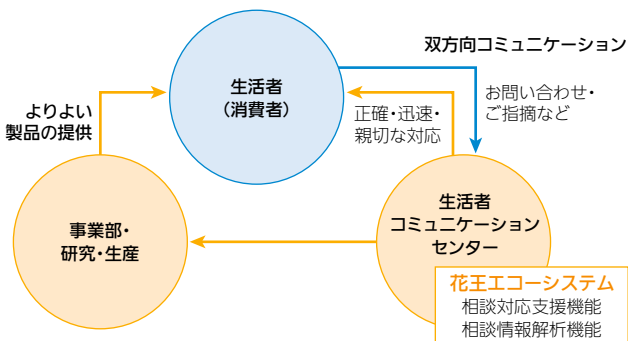 双方向コミュニケーション
生活者
(消費者)
よりよい
製品の提供
正確・迅速・
親切な対応
お問い合わせ・
ご指摘など
事業部・
研究・生産
生活者
コミュニケーション
センター
花王エコーシステム
相談対応支援機能
相談情報解析機能